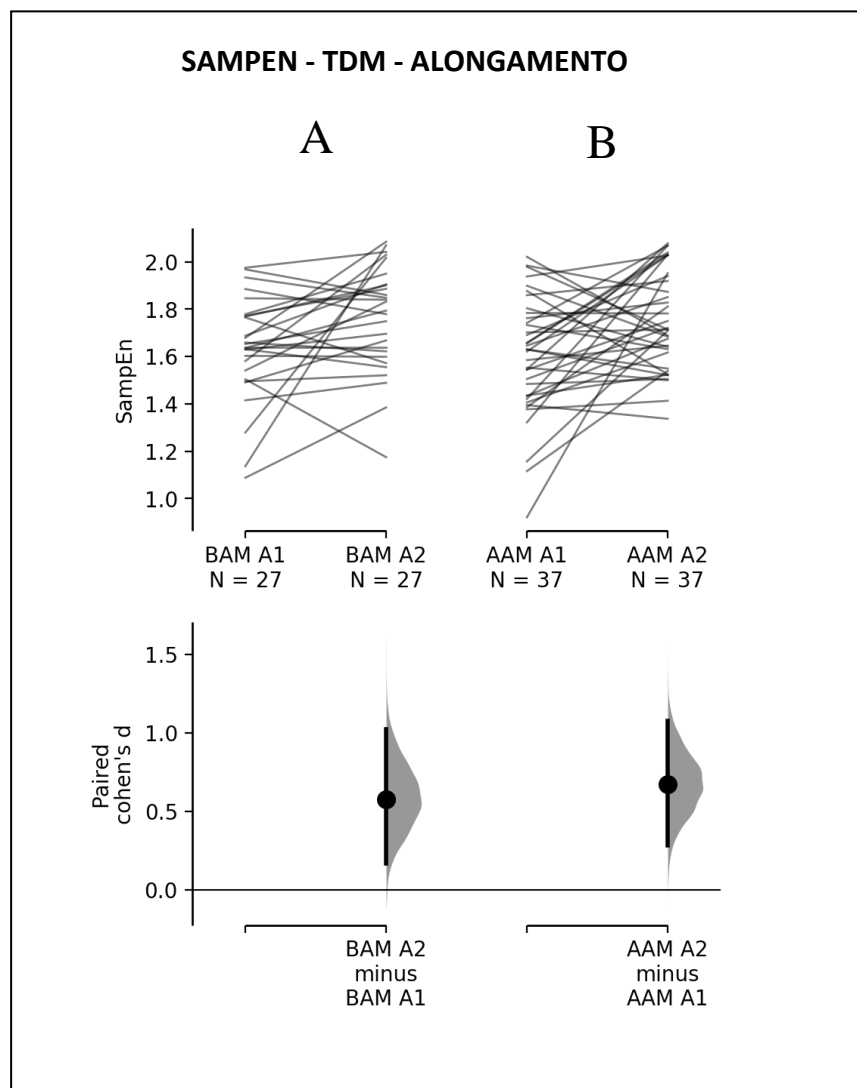 SAMPEN - TDM - ALONGAMENTO
A
B
SampEn
2.0
1.8
1.6
1.4
1.2
1.0
BAM A1
N = 27
BAM A2
N = 27
AAM A1
N = 37
AAM A2
N = 37
Paired
cohen's d
1.5
1.0
0.5
0.0
BAM A2
minus
BAM A1
AAM A2
minus
AAM A1